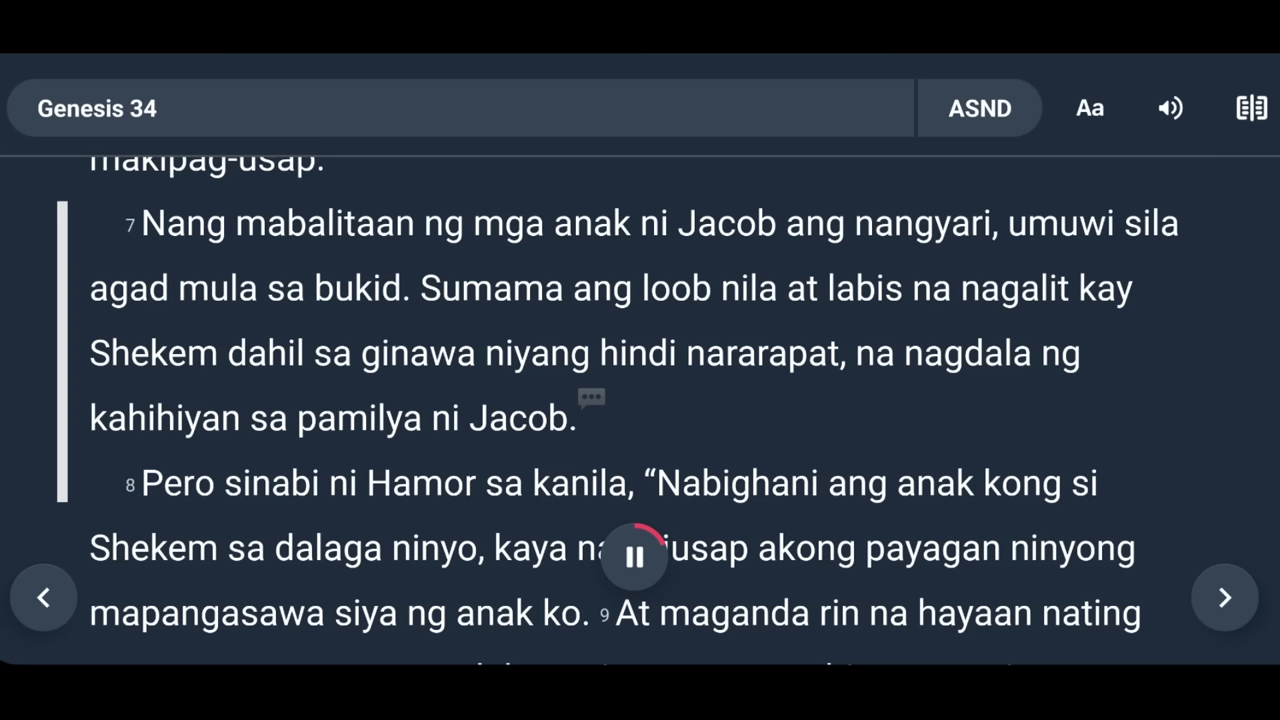 Genesis 34
ASND
Aa
makipag-usap.
7 Nang mabalitaan ng mga anak ni Jacob ang nangyari, umuwi sila
agad mula sa bukid. Sumama ang loob nila at labis na nagalit kay
Shekem dahil sa ginawa niyang hindi nararapat, na nagdala ng
kahihiyan sa pamilya ni Jacob.
8 Pero sinabi ni Hamor sa kanila, “Nabighani ang anak kong si
Shekem sa dalaga ninyo, kaya akong payagan ninyong
mapangasawa siya ng anak ko. 9 At maganda rin na hayaan nating